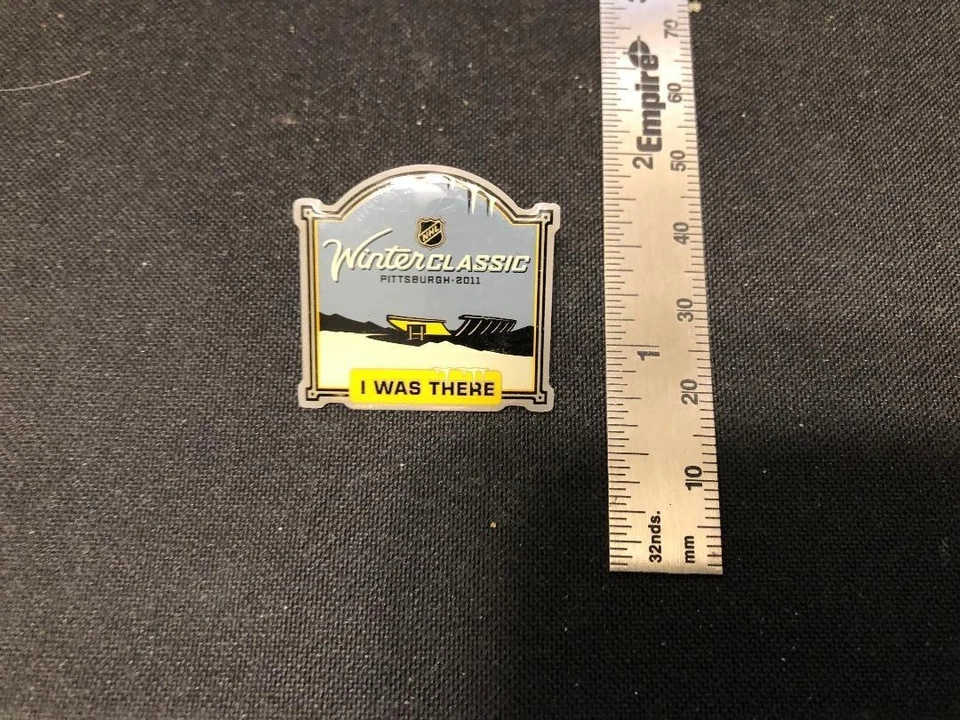 NHL
Winter CLASSIC
PITTSBURGH·2011
I WAS THERE
70
Empire
60
2
50
40
30
1
20
10
32nds.
mm